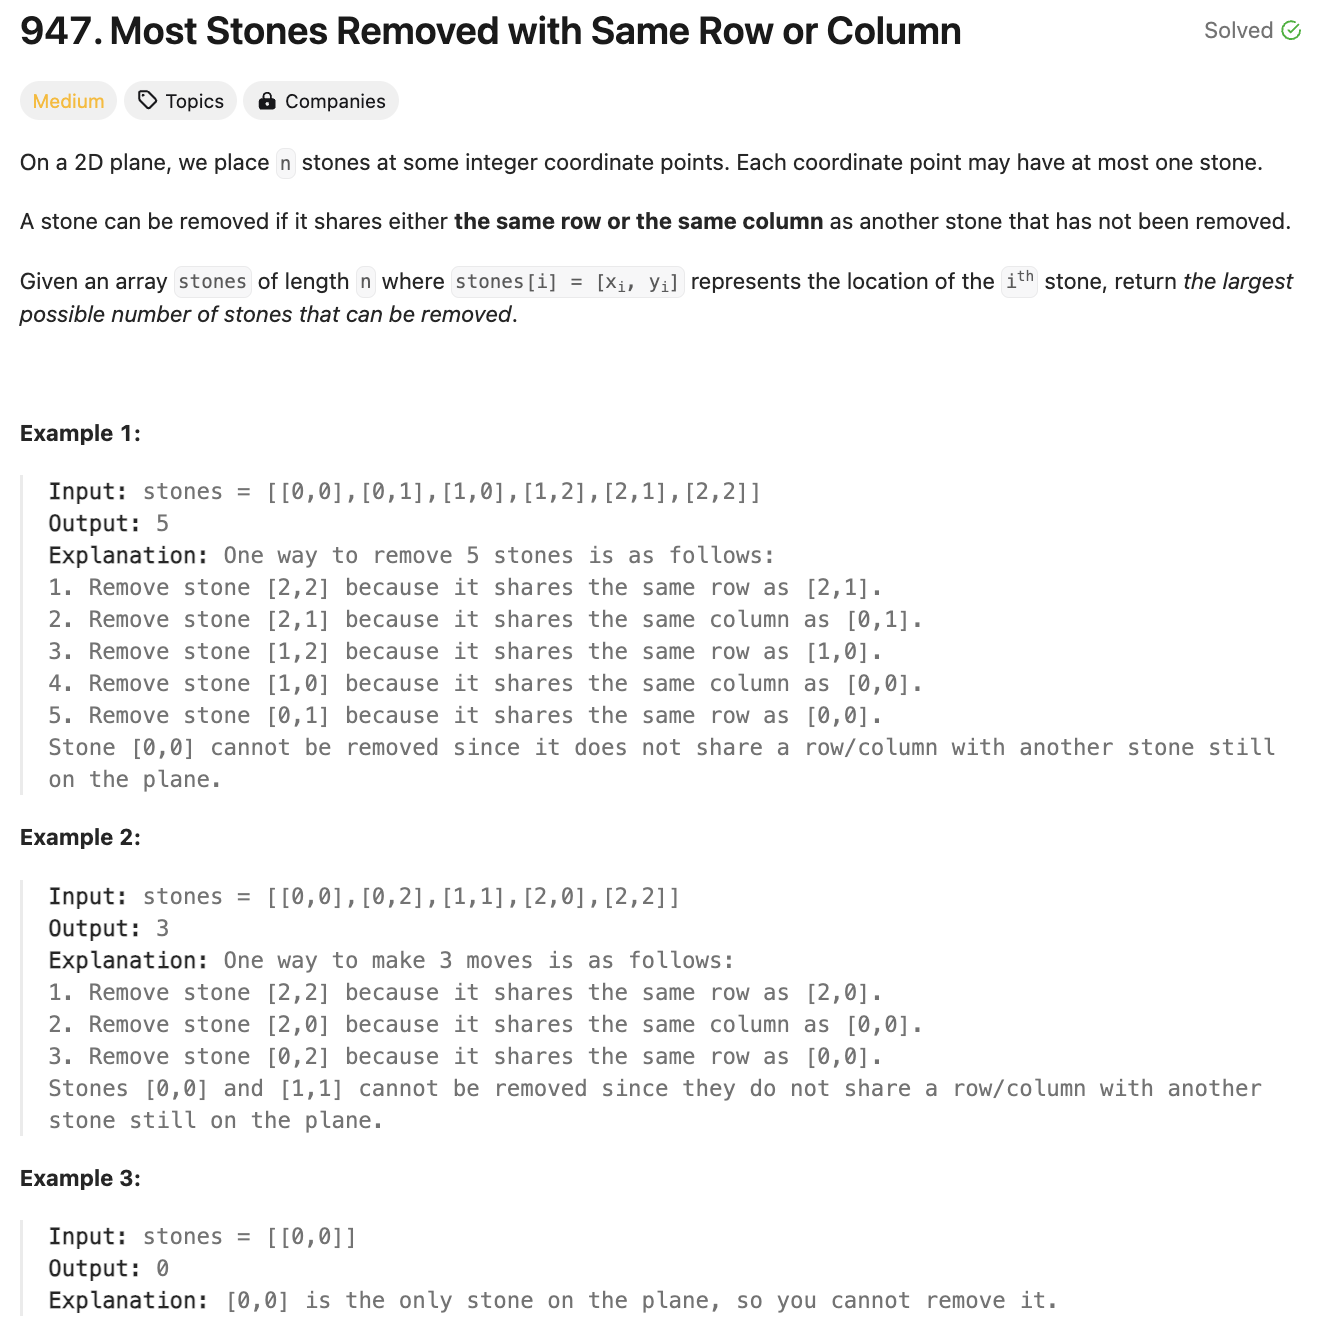 947. Most Stones Removed with Same Row or Column
Solved
Medium
Topics
Companies
On a 2D plane, we place n stones at some integer coordinate points. Each coordinate point may have at most one stone.
A stone can be removed if it shares either the same row or the same column as another stone that has not been removed.
Given an array stones of length n where stones[i] = [xᵢ, yᵢ] represents the location of the iᵗʰ stone, return the largest
possible number of stones that can be removed.
Example 1:
Input: stones = [[0,0],[0,1],[1,0],[1,2],[2,1],[2,2]]
Output: 5
Explanation: One way to remove 5 stones is as follows:
1. Remove stone [2,2] because it shares the same row as [2,1].
2. Remove stone [2,1] because it shares the same column as [0,1].
3. Remove stone [1,2] because it shares the same row as [1,0].
4. Remove stone [1,0] because it shares the same column as [0,0].
5. Remove stone [0,1] because it shares the same row as [0,0].
Stone [0,0] cannot be removed since it does not share a row/column with another stone still
on the plane.
Example 2:
Input: stones = [[0,0],[0,2],[1,1],[2,0],[2,2]]
Output: 3
Explanation: One way to make 3 moves is as follows:
1. Remove stone [2,2] because it shares the same row as [2,0].
2. Remove stone [2,0] because it shares the same column as [0,0].
3. Remove stone [0,2] because it shares the same row as [0,0].
Stones [0,0] and [1,1] cannot be removed since they do not share a row/column with another
stone still on the plane.
Example 3:
Input: stones = [[0,0]]
Output: 0
Explanation: [0,0] is the only stone on the plane, so you cannot remove it.